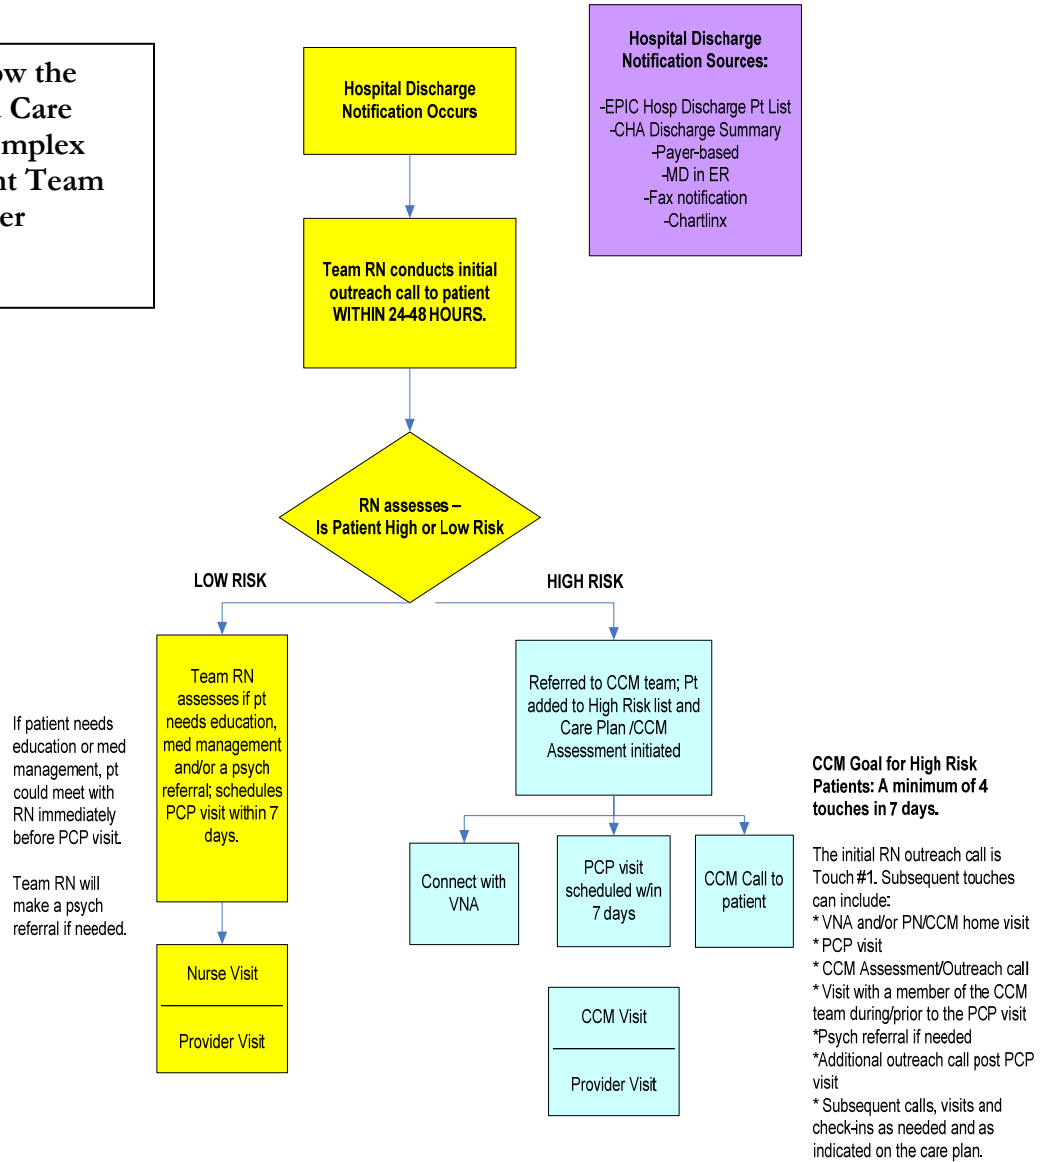 ow the
Care
mplex
nt Team
er
Hospital Discharge
Notification Occurs
Hospital Discharge
Notification Sources:
-EPIC Hosp Discharge Pt List
-CHA Discharge Summary
-Payer-based
-MD in ER
-Fax notification
-Chartlinx
Team RN conducts initial
outreach call to patient
WITHIN 24-48 HOURS.
RN assesses –
Is Patient High or Low Risk
LOW RISK
HIGH RISK
Team RN
assesses if pt
needs education,
med management
and/or a psych
referral; schedules
PCP visit within 7
days.
If patient needs
education or med
management, pt
could meet with
RN immediately
before PCP visit.
Team RN will
make a psych
referral if needed.
Nurse Visit
Provider Visit
Referred to CCM team; Pt
added to High Risk list and
Care Plan /CCM
Assessment initiated
Connect with
VNA
PCP visit
scheduled w/in
7 days
CCM Call to
patient
CCM Visit
Provider Visit
CCM Goal for High Risk
Patients: A minimum of 4
touches in 7 days.
The initial RN outreach call is
Touch #1. Subsequent touches
can include:
* VNA and/or PN/CCM home visit
* PCP visit
* CCM Assessment/Outreach call
* Visit with a member of the CCM
team during/prior to the PCP visit
*Psych referral if needed
*Additional outreach call post PCP
visit
* Subsequent calls, visits and
check-ins as needed and as
indicated on the care plan.